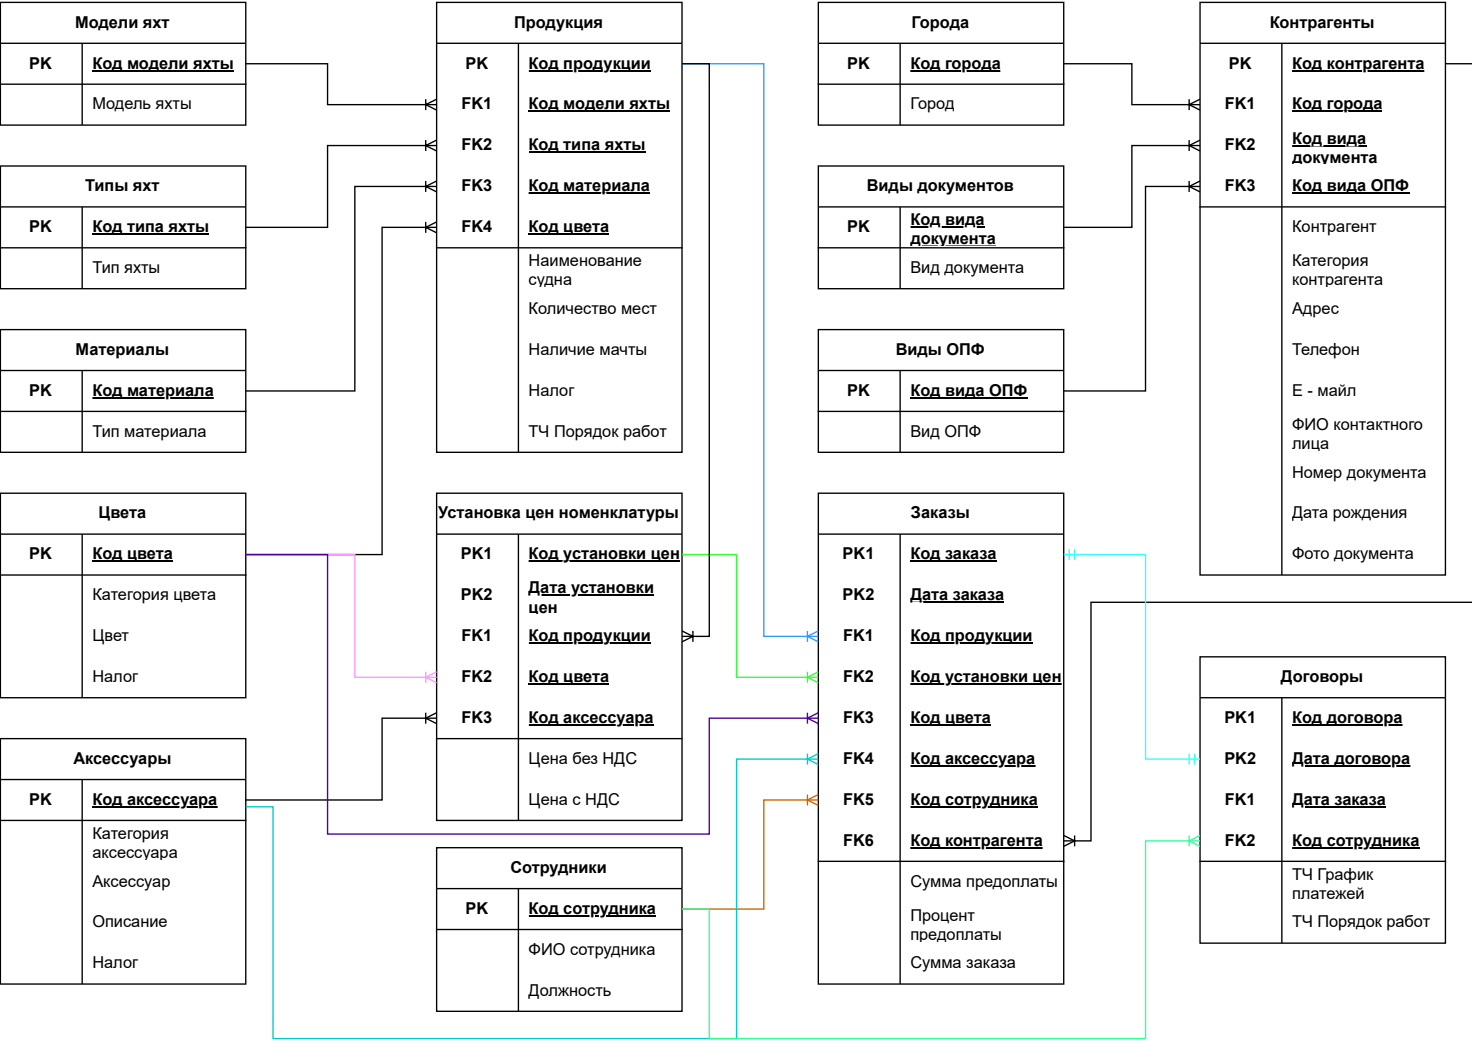 Модели яхт
PK Код модели яхты
Модель яхты
Типы яхт
PK Код типа яхты
Тип яхты
Материалы
PK Код материала
Тип материала
Цвета
PK Код цвета
Категория цвета
Цвет
Налог
Аксессуары
PK Код аксессуара
Категория
аксессуара
Аксессуар
Описание
Налог
Продукция
PK Код продукции
FK1 Код модели яхты
FK2 Код типа яхты
FK3 Код материала
FK4 Код цвета
Наименование
судна
Количество мест
Наличие мачты
Налог
ТЧ Порядок работ
Установка цен номенклатуры
PK1 Код установки цен
PK2 Дата установки
цен
FK1 Код продукции
FK2 Код цвета
FK3 Код аксессуара
Цена без НДС
Цена с НДС
Сотрудники
PK Код сотрудника
ФИО сотрудника
Должность
Города
PK Код города
Город
Виды документов
PK Код вида
документа
Вид документа
Виды ОПФ
PK Код вида ОПФ
Вид ОПФ
Заказы
PK1 Код заказа
PK2 Дата заказа
FK1 Код продукции
FK2 Код установки цен
FK3 Код цвета
FK4 Код аксессуара
FK5 Код сотрудника
FK6 Код контрагента
Сумма предоплаты
Процент
предоплаты
Сумма заказа
Контрагенты
PK Код контрагента
FK1 Код города
FK2 Код вида
документа
FK3 Код вида ОПФ
Контрагент
Категория
контрагента
Адрес
Телефон
Е - майл
ФИО контактного
лица
Номер документа
Дата рождения
Фото документа
Договоры
PK1 Код договора
PK2 Дата договора
FK1 Дата заказа
FK2 Код сотрудника
ТЧ График
платежей
ТЧ Порядок работ